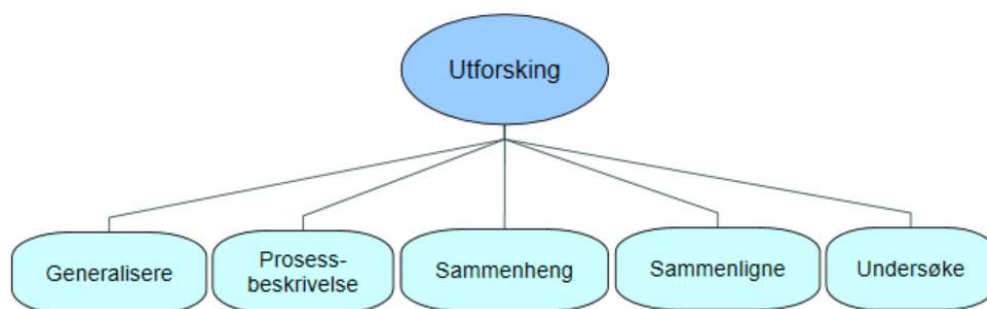 Utforsking
Generalisere
Prosess-
beskrivelse
Sammenheng
Sammenligne
Undersøke